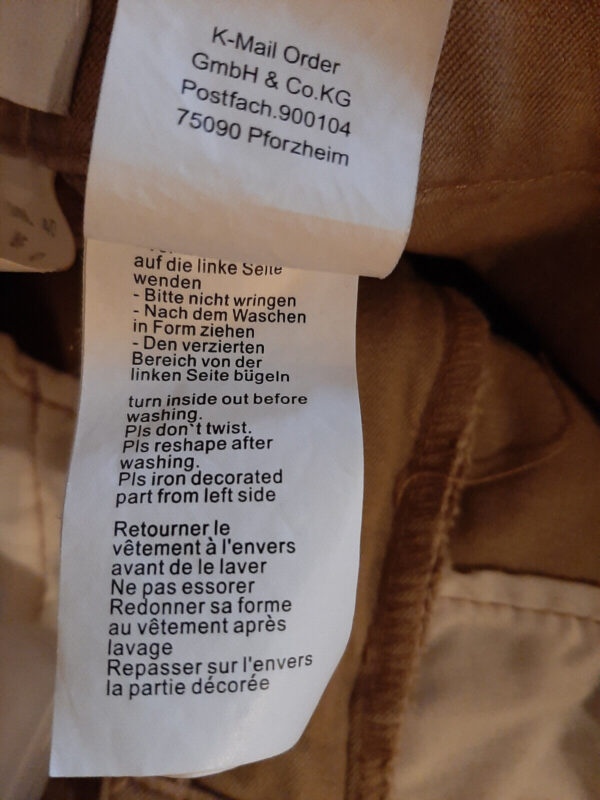 K-Mail Order
GmbH & Co.KG
Postfach.900104
75090 Pforzheim
auf die linke Seite
wenden
- Bitte nicht wringen
- Nach dem Waschen
in Form ziehen
- Den verzierten
Bereich von der
linken Seite bügeln
turn inside out before
washing.
Pls don`t twist.
Pls reshape after
washing.
Pls iron decorated
part from left side
Retourner le
vêtement à l'envers
avant de le laver
Ne pas essorer
Redonner sa forme
au vêtement après
lavage
Repasser sur l'envers
la partie décorée